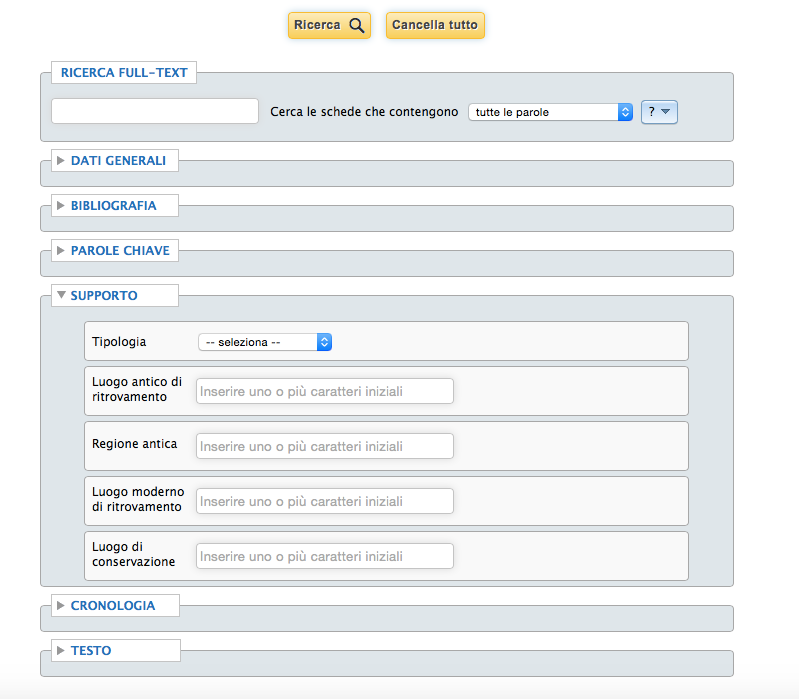 Ricerca Cancella tutto
RICERCA FULL-TEXT
Cerca le schede che contengono tutte le parole ?
DATI GENERALI
BIBLIOGRAFIA
PAROLE CHIAVE
SUPPORTO
Tipologia -- seleziona --
Luogo antico di
ritrovamento
Inserire uno o più caratteri iniziali
Regione antica Inserire uno o più caratteri iniziali
Luogo moderno
di ritrovamento
Inserire uno o più caratteri iniziali
Luogo di
conservazione
Inserire uno o più caratteri iniziali
CRONOLOGIA
TESTO